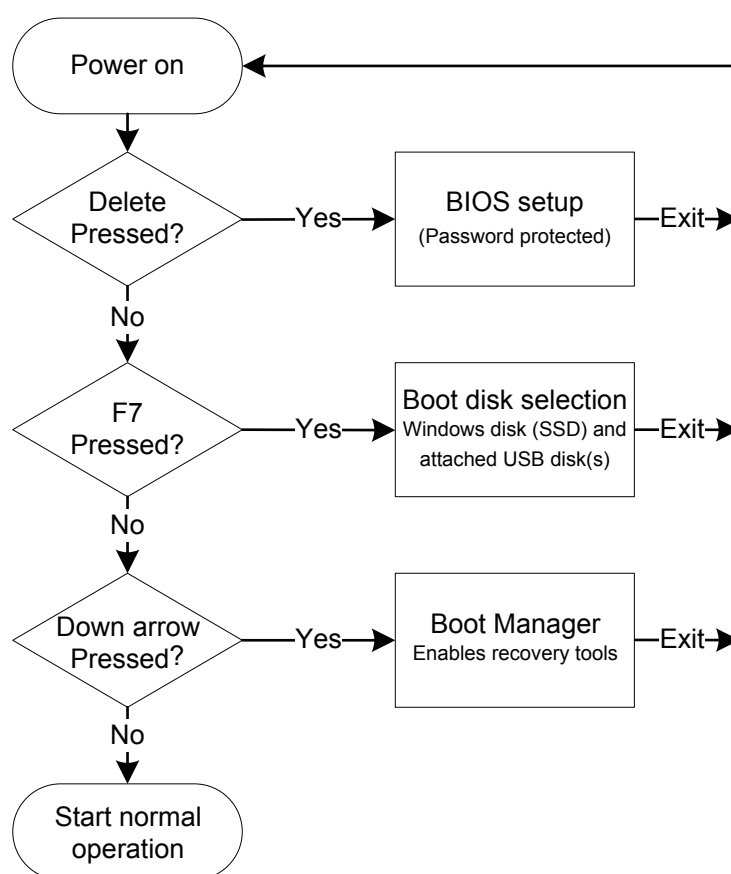 Power on
Delete
Pressed?
Yes
BIOS setup
(Password protected)
Exit
No
F7
Pressed?
Yes
Boot disk selection
Windows disk (SSD) and
attached USB disk(s)
Exit
No
Down arrow
Pressed?
Yes
Boot Manager
Enables recovery tools
Exit
No
Start normal
operation